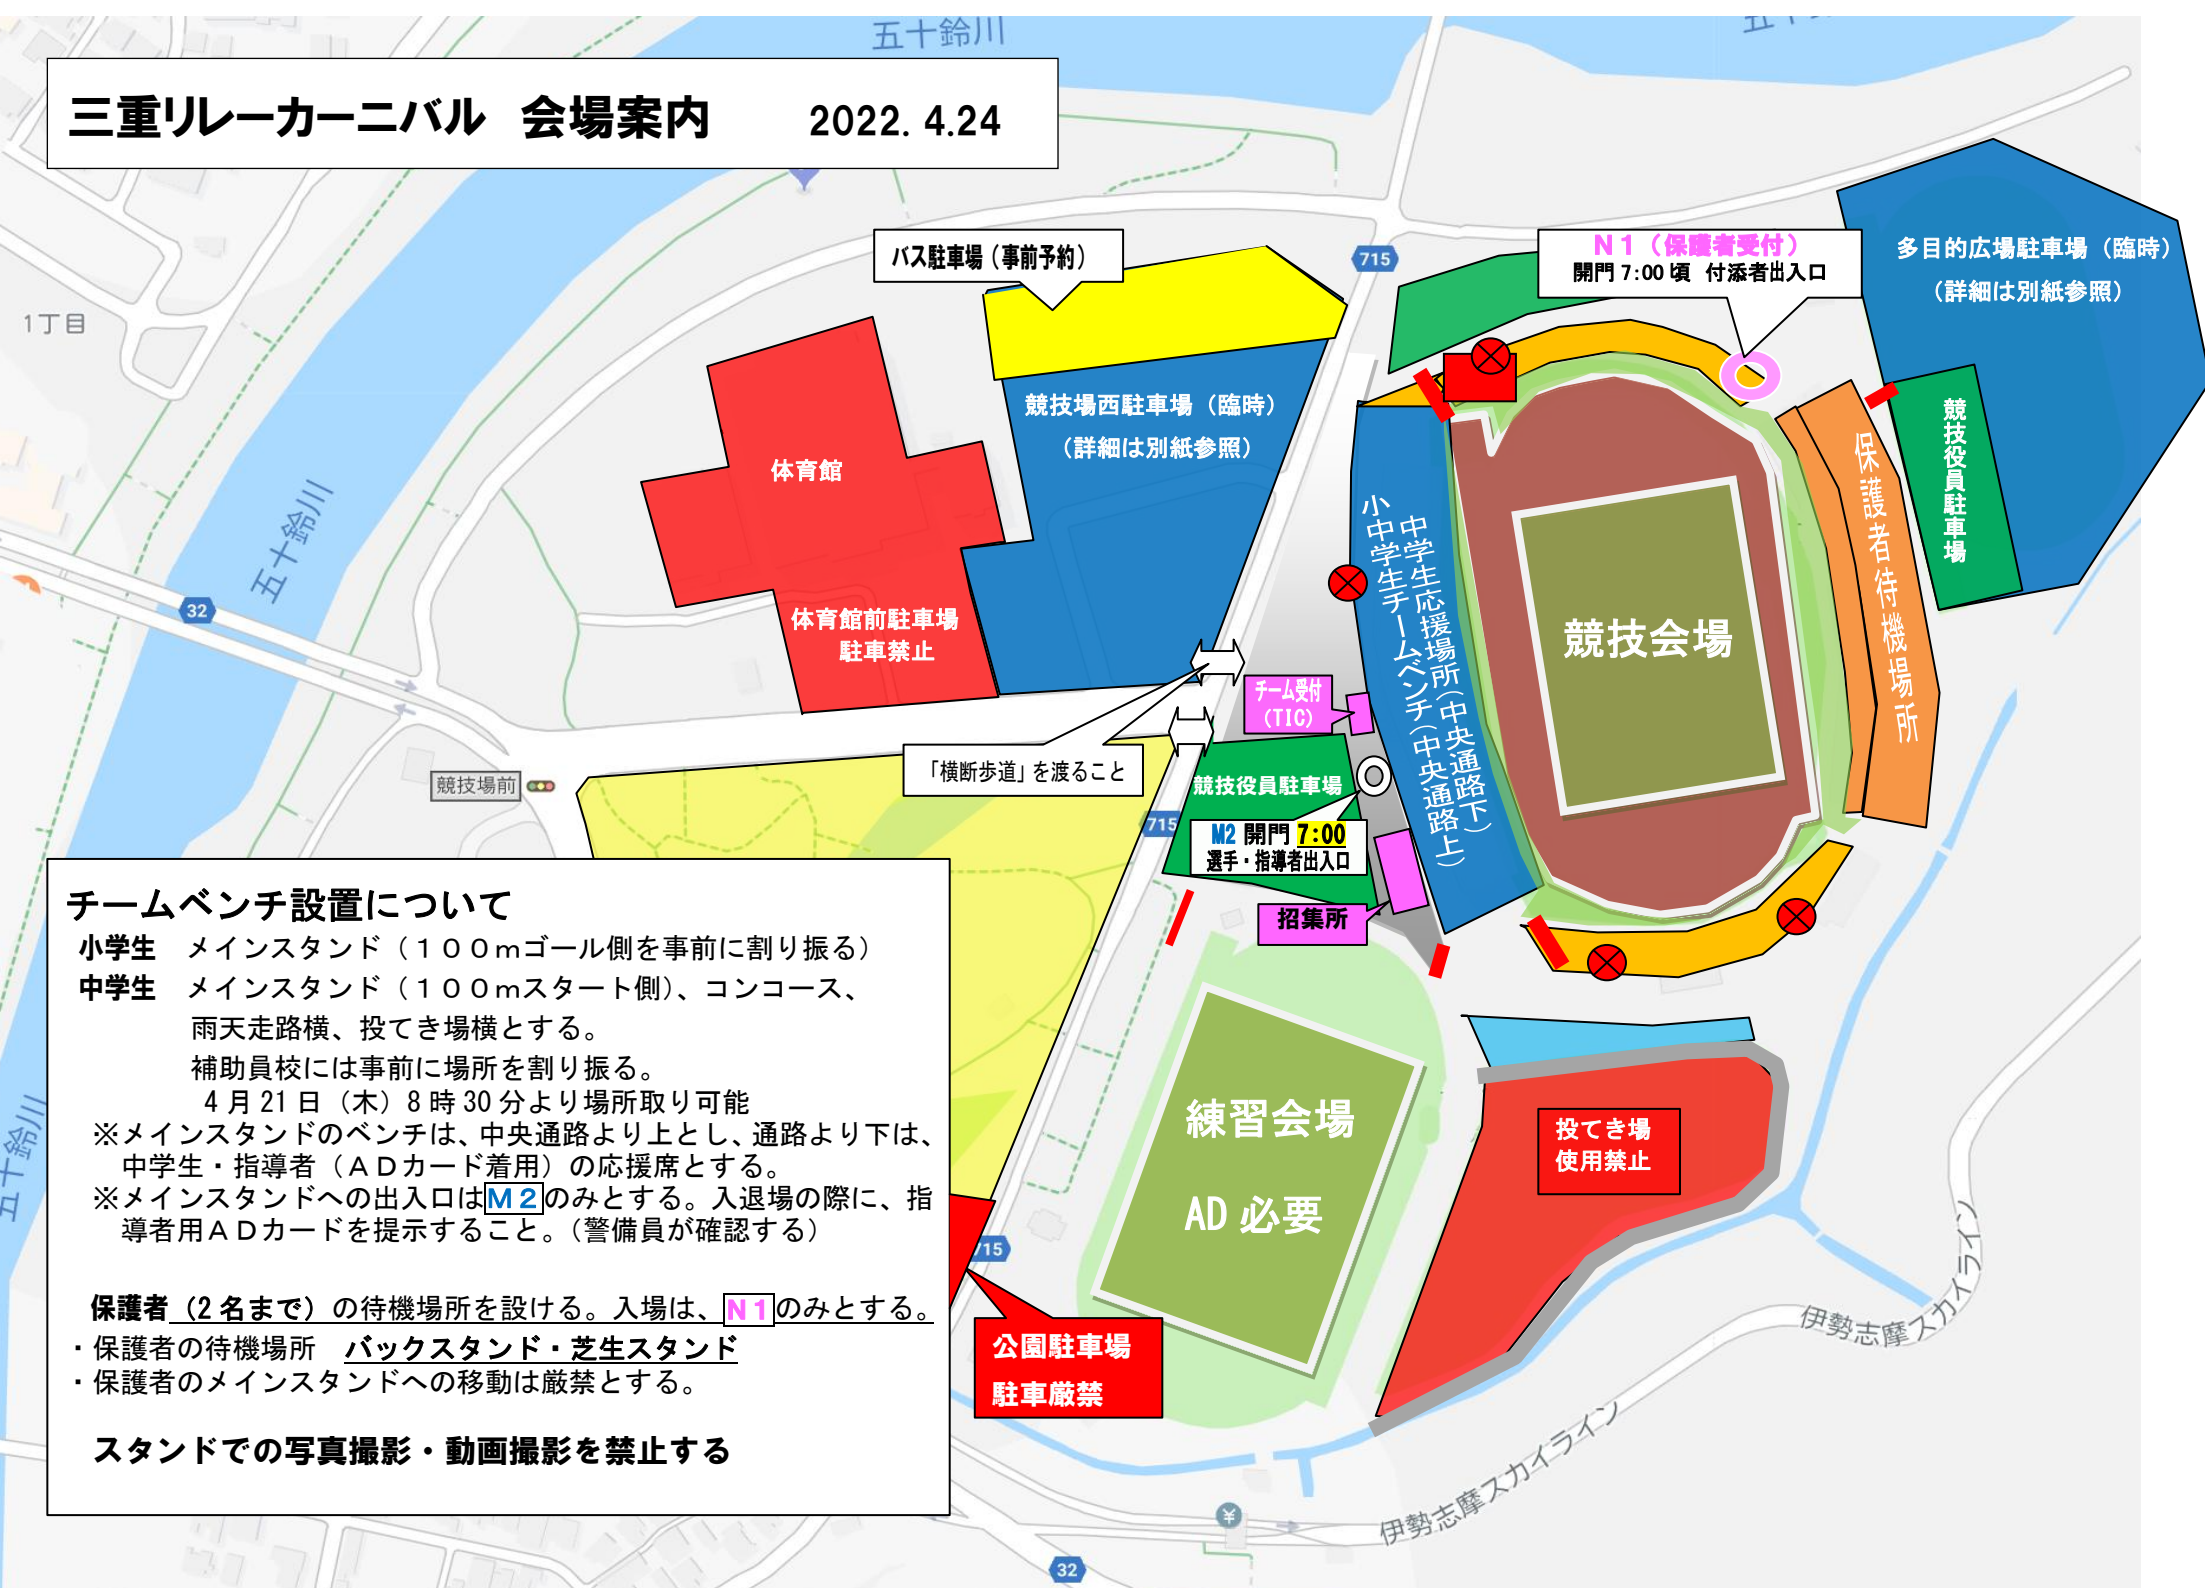 五十鈴川
三重リレーカーニバル 会場案内 2022.4.24
バス駐車場（事前予約）
715
N1（保護者受付）
開門7:00頃 付添者出入口
多目的広場駐車場（臨時）
（詳細は別紙参照）
1丁目
競技場西駐車場（臨時）
（詳細は別紙参照）
体育館
五十鈴川
32
体育館前駐車場
駐車禁止
競技役員駐車場
保護者待機場所
競技会場
中学生応援場所（中央通路下）
小中学生チームベンチ（中央通路上）
チーム受付
（TIC）
「横断歩道」を渡ること
競技場前
競技役員駐車場
715
M2 開門 7:00
選手・指導者出入口
招集所
チームベンチ設置について
小学生 メインスタンド（１００ｍゴール側を事前に割り振る）
中学生 メインスタンド（１００ｍスタート側）、コンコース、
雨天走路横、投てき場横とする。
補助員校には事前に場所を割り振る。
4月21日（木）8時30分より場所取り可能
※メインスタンドのベンチは、中央通路より上とし、通路より下は、
中学生・指導者（ＡＤカード着用）の応援席とする。
※メインスタンドへの出入口はＭ２のみとする。入退場の際に、指
導者用ＡＤカードを提示すること。（警備員が確認する）
保護者（2名まで）の待機場所を設ける。入場は、Ｎ１のみとする。
・保護者の待機場所 バックスタンド・芝生スタンド
・保護者のメインスタンドへの移動は厳禁とする。
スタンドでの写真撮影・動画撮影を禁止する
五十鈴川
練習会場
AD必要
投てき場
使用禁止
15
公園駐車場
駐車厳禁
伊勢志摩スカイライン
伊勢志摩スカイライン
¥
32